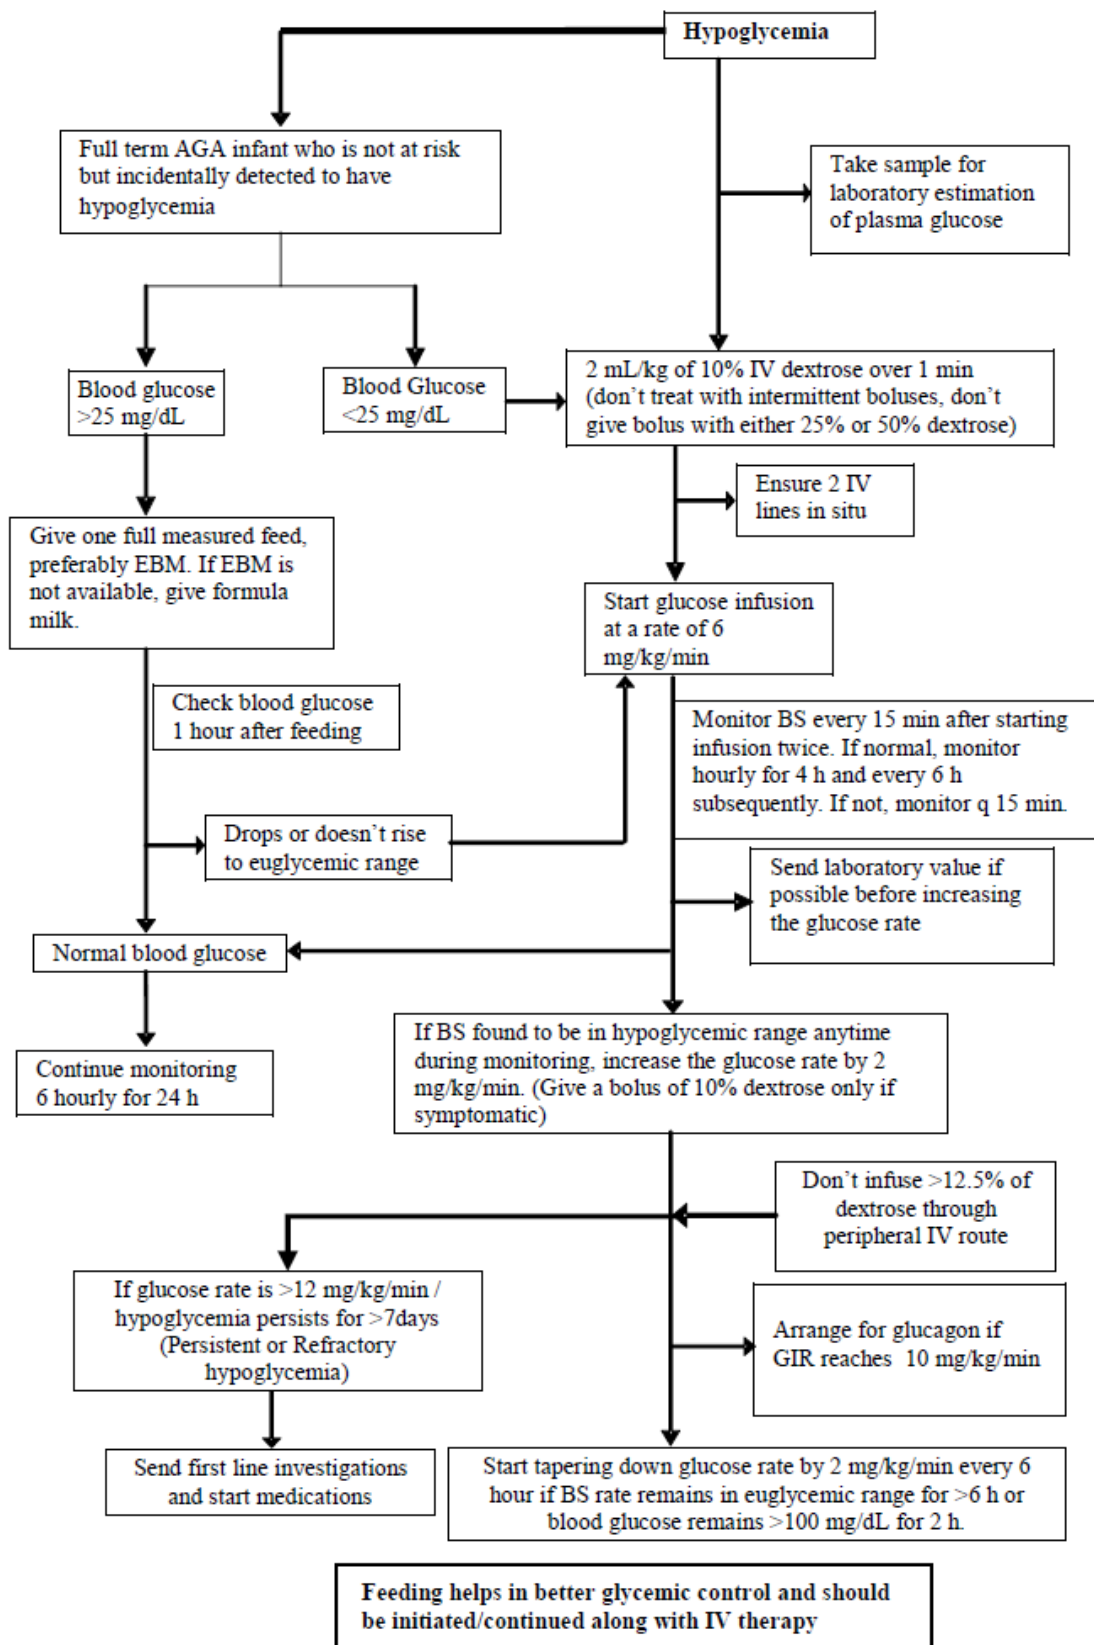 Hypoglycemia
Full term AGA infant who is not at risk
but incidentally detected to have
hypoglycemia
Take sample for
laboratory estimation
of plasma glucose
Blood glucose
>25 mg/dL
Blood Glucose
<25 mg/dL
2 mL/kg of 10% IV dextrose over 1 min
(don’t treat with intermittent boluses, don’t
give bolus with either 25% or 50% dextrose)
Ensure 2 IV
lines in situ
Give one full measured feed,
preferably EBM. If EBM is
not available, give formula
milk.
Start glucose infusion
at a rate of 6
mg/kg/min
Check blood glucose
1 hour after feeding
Monitor BS every 15 min after starting
infusion twice. If normal, monitor
hourly for 4 h and every 6 h
subsequently. If not, monitor q 15 min.
Drops or doesn’t rise
to euglycemic range
Send laboratory value if
possible before increasing
the glucose rate
Normal blood glucose
Continue monitoring
6 hourly for 24 h
If BS found to be in hypoglycemic range anytime
during monitoring, increase the glucose rate by 2
mg/kg/min. (Give a bolus of 10% dextrose only if
symptomatic)
Don’t infuse >12.5% of
dextrose through
peripheral IV route
If glucose rate is >12 mg/kg/min /
hypoglycemia persists for >7days
(Persistent or Refractory
hypoglycemia)
Arrange for glucagon if
GIR reaches 10 mg/kg/min
Send first line investigations
and start medications
Start tapering down glucose rate by 2 mg/kg/min every 6
hour if BS rate remains in euglycemic range for >6 h or
blood glucose remains >100 mg/dL for 2 h.
Feeding helps in better glycemic control and should
be initiated/continued along with IV therapy